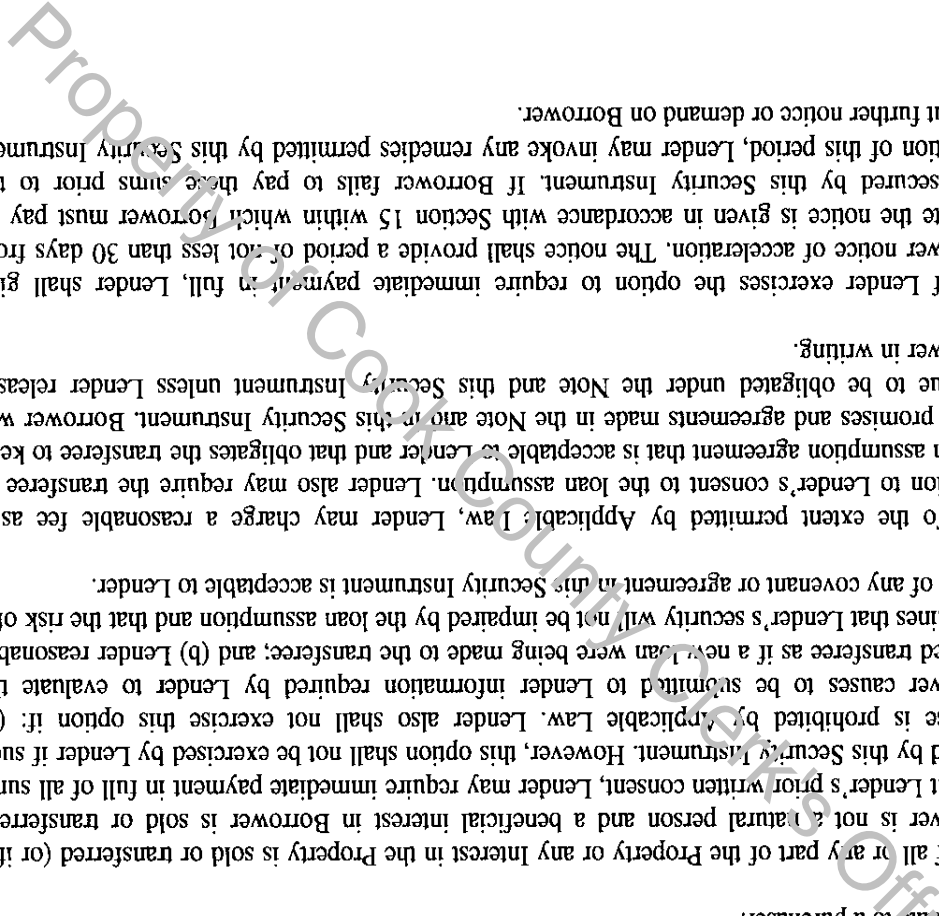 f all or any part of the Property or any Interest in the Property is sold or transferred (or if
wer is not a natural person and a beneficial interest in Borrower is sold or transferre
t Lender's prior written consent, Lender may require immediate payment in full of all sum
d by this Security Instrument. However, this option shall not be exercised by Lender if suc
se is prohibited by Applicable Law. Lender also shall not exercise this option if: (
wer causes to be submitted to Lender information required by Lender to evaluate t
ed transferee as if a new loan were being made to the transferee; and (b) Lender reasonab
ines that Lender's security will not be impaired by the loan assumption and that the risk o
of any covenant or agreement in this Security Instrument is acceptable to Lender.
To the extent permitted by Applicable Law, Lender may charge a reasonable fee as
ion to Lender's consent to the loan assumption. Lender also may require the transferee
n assumption agreement that is acceptable to Lender and that obligates the transferee to ke
promises and agreements made in the Note and in this Security Instrument. Borrower w
ue to be obligated under the Note and this Security Instrument unless Lender releas
wer in writing.
f Lender exercises the option to require immediate payment in full, Lender shall gi
wer notice of acceleration. The notice shall provide a period of not less than 30 days fro
te the notice is given in accordance with Section 15 within which Borrower must pay
secured by this Security Instrument. If Borrower fails to pay these sums prior to t
tion of this period, Lender may invoke any remedies permitted by this Security Instrume
ut further notice or demand on Borrower.
Property of Cook County Clerk's Off